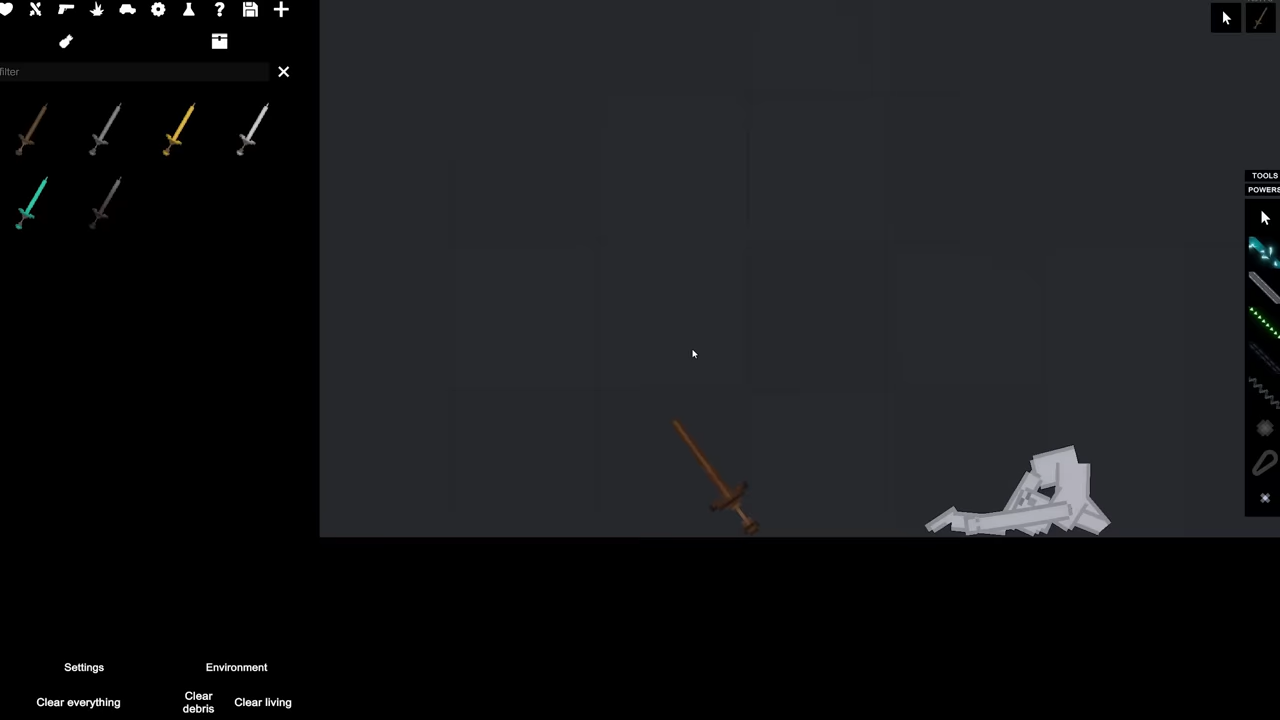 filter
TOOLS
POWERS
Settings
Environment
Clear everything
Clear
debris
Clear living